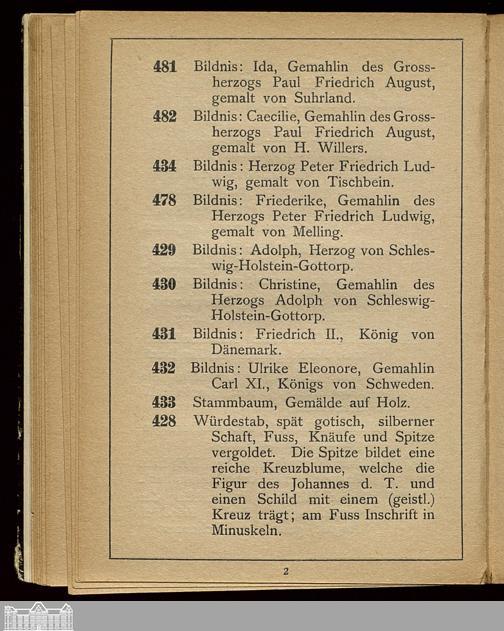 481 Bildnis: Ida, Gemahlin des Gross-
herzogs Paul Friedrich August,
gemalt von Suhrland.
482 Bildnis: Caecilie, Gemahlin des Gross-
herzogs Paul Friedrich August,
gemalt von H. Willers.
434 Bildnis: Herzog Peter Friedrich Lud-
wig, gemalt von Tischbein.
478 Bildnis: Friederike, Gemahlin des
Herzogs Peter Friedrich Ludwig,
gemalt von Melling.
429 Bildnis: Adolph, Herzog von Schles-
wig-Holstein-Gottorp.
430 Bildnis: Christine, Gemahlin des
Herzogs Adolph von Schleswig-
Holstein-Gottorp.
431 Bildnis: Friedrich II., König von
Dänemark.
432 Bildnis: Ulrike Eleonore, Gemahlin
Carl XI., Königs von Schweden.
433 Stammbaum, Gemälde auf Holz.
428 Würdestab, spät gotisch, silberner
Schaft, Fuss, Knäufe und Spitze
vergoldet. Die Spitze bildet eine
reiche Kreuzblume, welche die
Figur des Johannes d. T. und
einen Schild mit einem (geistl.)
Kreuz trägt; am Fuss Inschrift in
Minuskeln.
2